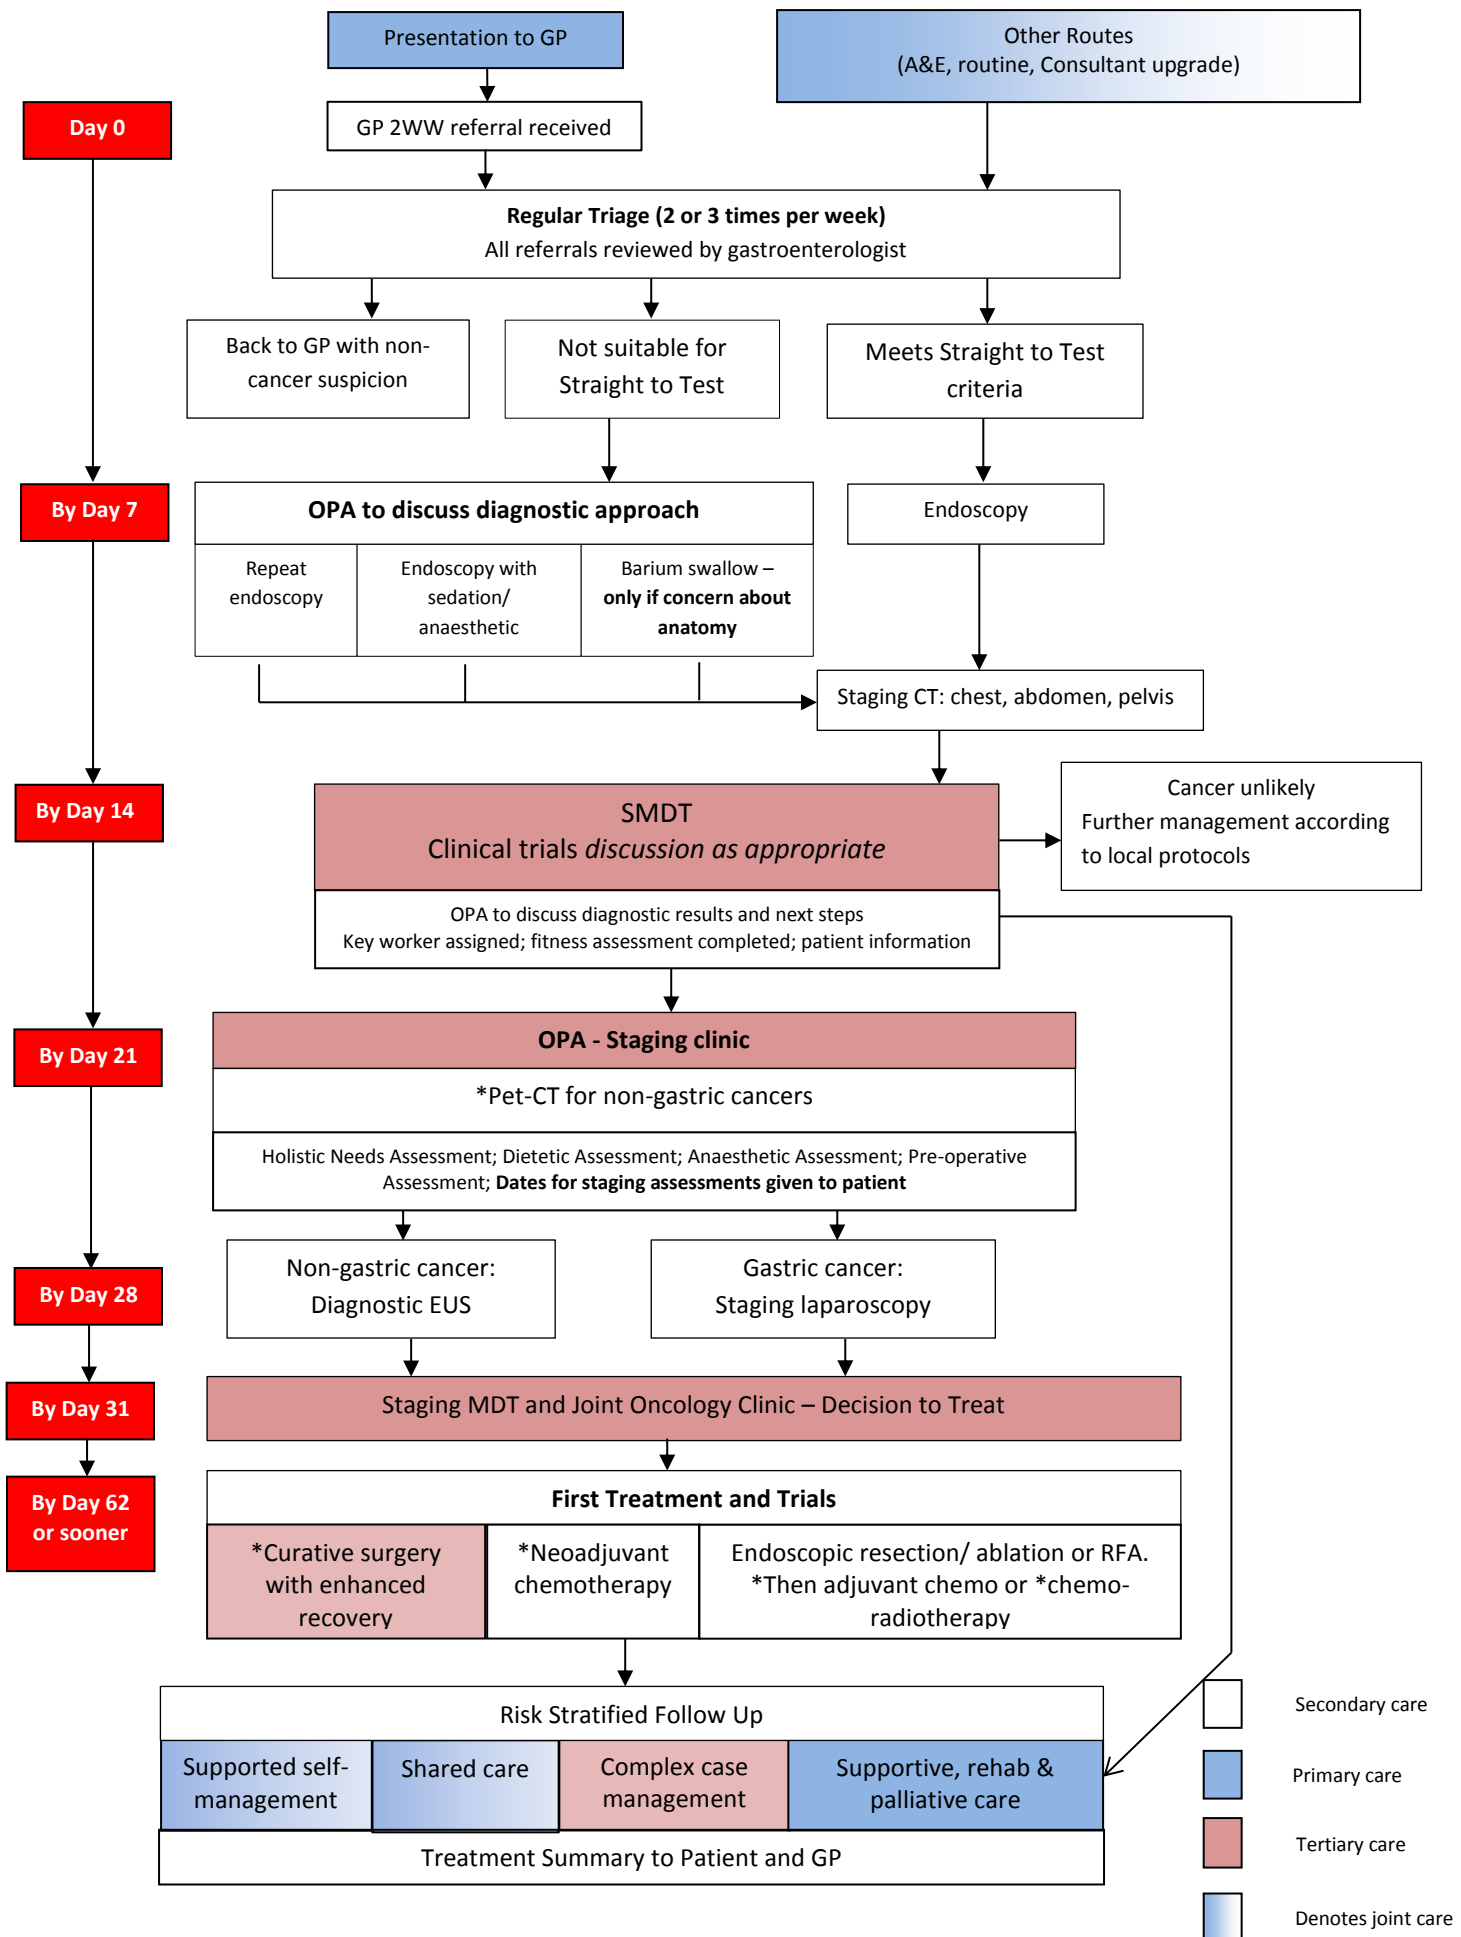 Presentation to GP
Other Routes
(A&E, routine, Consultant upgrade)
Day 0
GP 2WW referral received
Regular Triage (2 or 3 times per week)
All referrals reviewed by gastroenterologist
Back to GP with non-
cancer suspicion
Not suitable for
Straight to Test
Meets Straight to Test
criteria
By Day 7
OPA to discuss diagnostic approach
Repeat
endoscopy
Endoscopy with
sedation/
anaesthetic
Barium swallow –
only if concern about
anatomy
Endoscopy
Staging CT: chest, abdomen, pelvis
By Day 14
SMDT
Clinical trials discussion as appropriate
OPA to discuss diagnostic results and next steps
Key worker assigned; fitness assessment completed; patient information
Cancer unlikely
Further management according
to local protocols
By Day 21
OPA - Staging clinic
*Pet-CT for non-gastric cancers
Holistic Needs Assessment; Dietetic Assessment; Anaesthetic Assessment; Pre-operative
Assessment; Dates for staging assessments given to patient
By Day 28
Non-gastric cancer:
Diagnostic EUS
Gastric cancer:
Staging laparoscopy
By Day 31
Staging MDT and Joint Oncology Clinic – Decision to Treat
By Day 62
or sooner
First Treatment and Trials
*Curative surgery
with enhanced
recovery
*Neoadjuvant
chemotherapy
Endoscopic resection/ ablation or RFA.
*Then adjuvant chemo or *chemo-
radiotherapy
Risk Stratified Follow Up
Supported self-
management
Shared care
Complex case
management
Supportive, rehab &
palliative care
Treatment Summary to Patient and GP
Secondary care
Primary care
Tertiary care
Denotes joint care